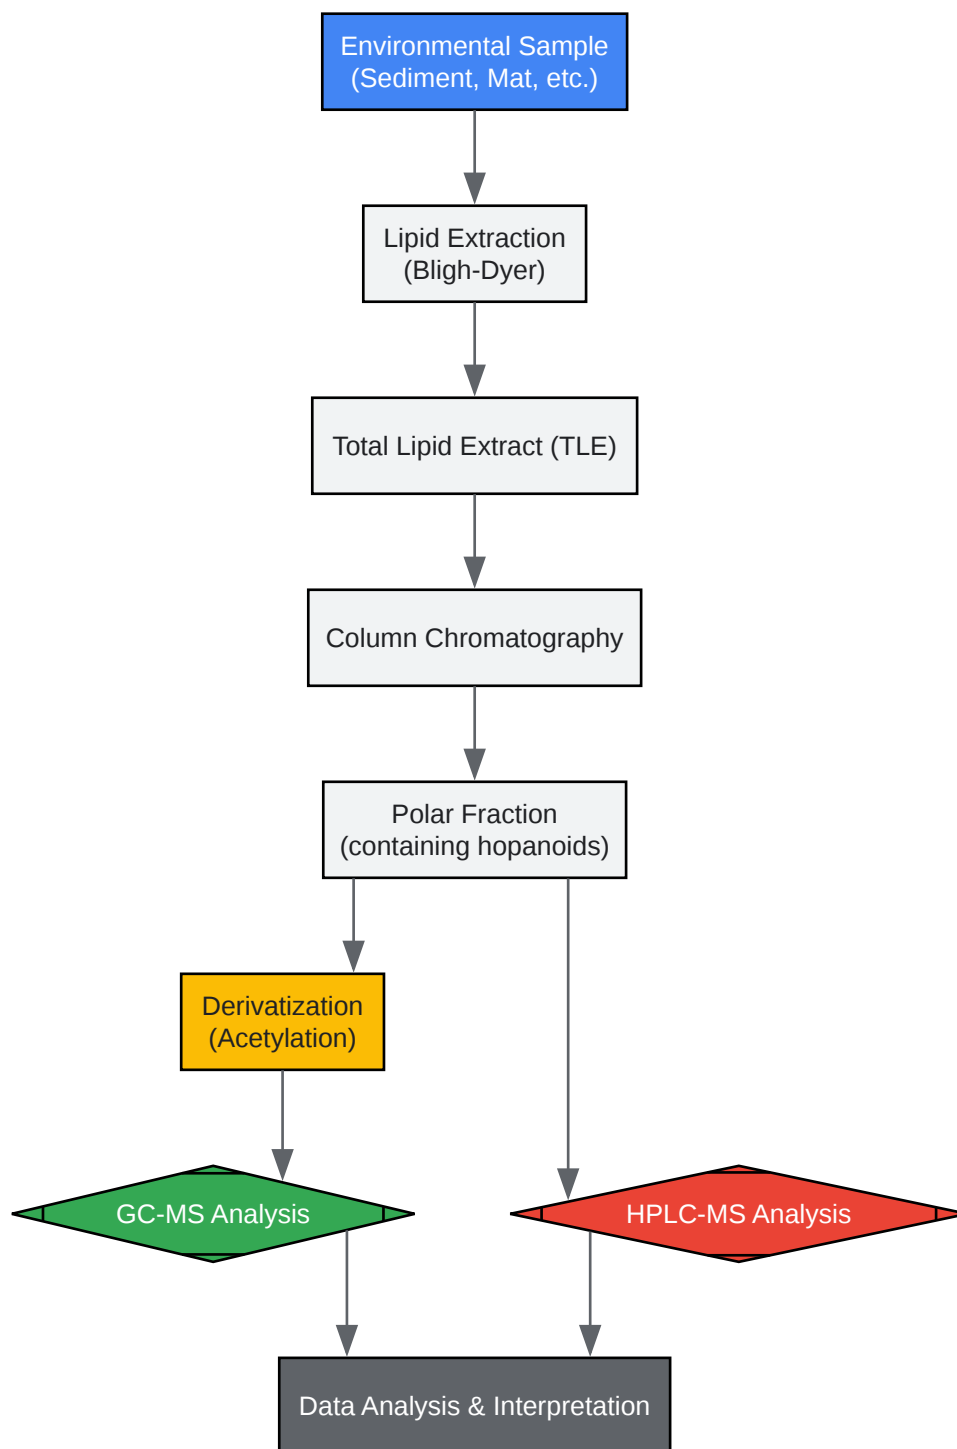 Environmental Sample
(Sediment, Mat, etc.)
Lipid Extraction
(Bligh-Dyer)
Total Lipid Extract (TLE)
Column Chromatography
Polar Fraction
(containing hopanoids)
Derivatization
(Acetylation)
GC-MS Analysis
HPLC-MS Analysis
Data Analysis & Interpretation